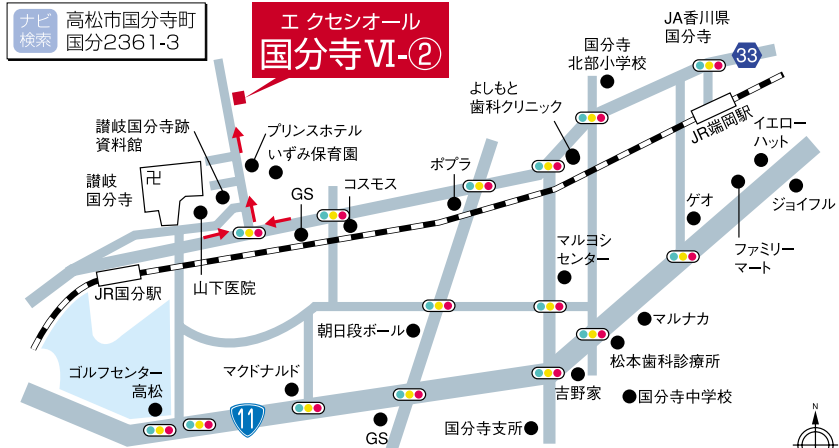 ナビ
検索
高松市国分寺町
国分2361-3
エクセシオール
国分寺Ⅵ-②
国分寺
北部小学校
JA香川県
国分寺
33
よしもと
歯科クリニック
JR端岡駅
イエロー
ハット
讃岐国分寺跡
資料館
プリンスホテル
いずみ保育園
讃岐
国分寺
卍
GS
コスモス
ポプラ
ゲオ
ジョイフル
ファミリー
マート
マルヨシ
センター
JR国分駅
山下医院
朝日段ボール
マルナカ
松本歯科診療所
ゴルフセンター
高松
マクドナルド
吉野家
国分寺中学校
11
GS
国分寺支所
N